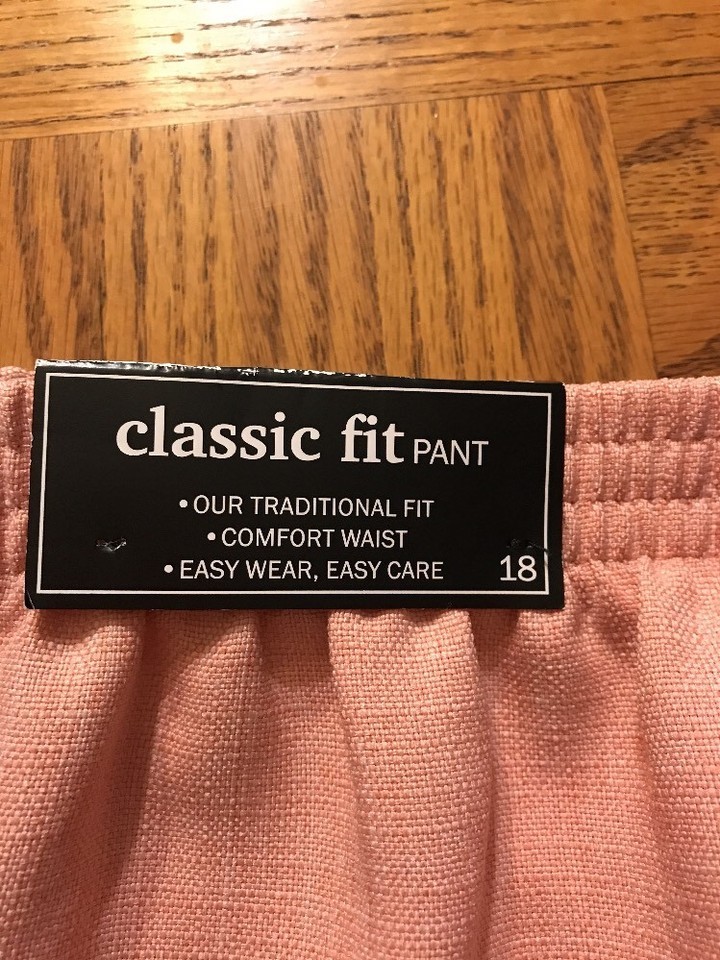 classic fit PANT
• OUR TRADITIONAL FIT
• COMFORT WAIST
• EASY WEAR, EASY CARE 18